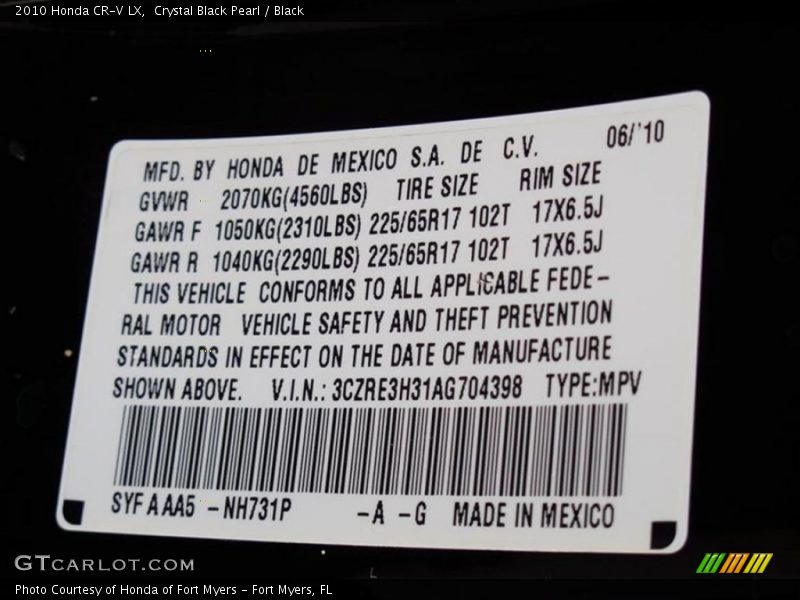 2010 Honda CR-V LX,  Crystal Black Pearl / Black
MFD. BY HONDA DE MEXICO S.A. DE C.V. 06/'10
GVWR 2070KG(4560LBS) TIRE SIZE RIM SIZE
GAWR F 1050KG(2310LBS) 225/65R17 102T 17X6.5J
GAWR R 1040KG(2290LBS) 225/65R17 102T 17X6.5J
THIS VEHICLE CONFORMS TO ALL APPLICABLE FEDE-
RAL MOTOR VEHICLE SAFETY AND THEFT PREVENTION
STANDARDS IN EFFECT ON THE DATE OF MANUFACTURE
SHOWN ABOVE. V.I.N.: 3CZRE3H31AG704398 TYPE:MPV
SYF A AA5 -NH731P -A -G MADE IN MEXICO
GTCARLOT.COM
Photo Courtesy of Honda of Fort Myers - Fort Myers, FL